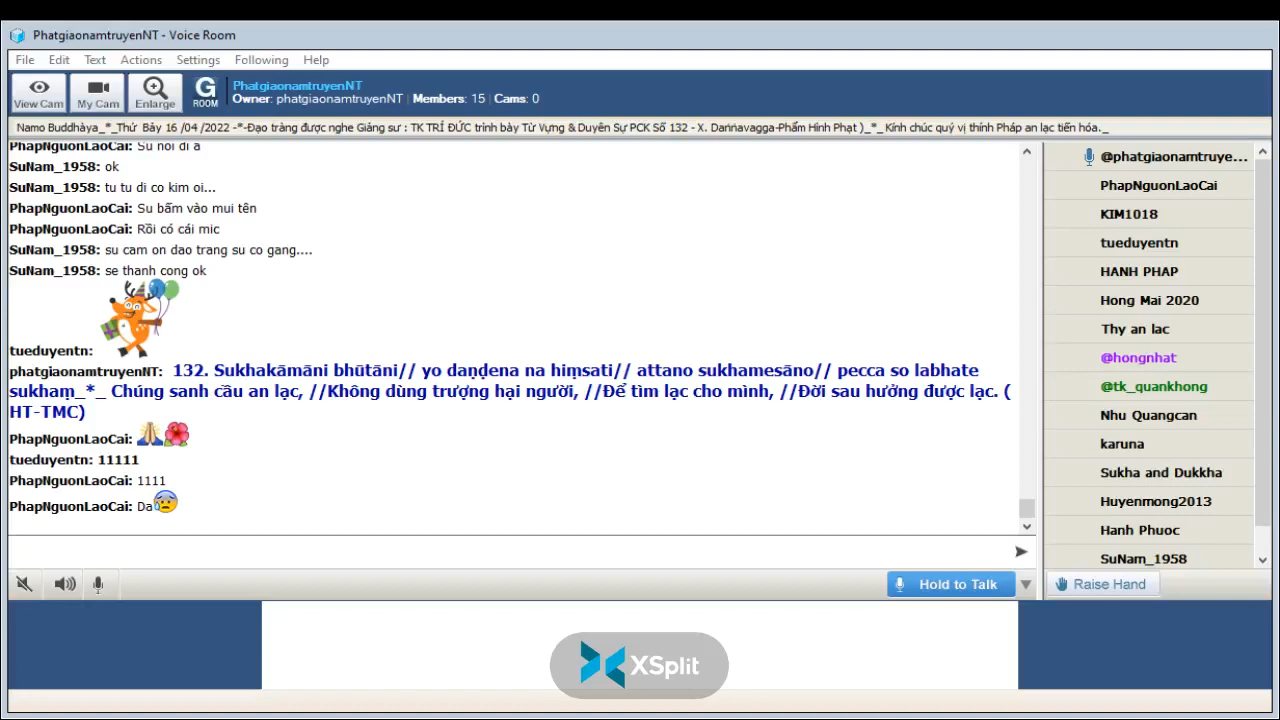 PhatgiaonamtruyenNT - Voice Room
File Edit Text Actions Settings Following Help
View Cam
My Cam
Enlarge
G
ROOM
PhatgiaonamtruyenNT
Owner: phatgiaonamtruyenNT | Members: 15 | Cams: 0
Namo Buddhàya_*_Thứ Bảy 16 /04 /2022 -*-Đạo tràng được nghe Giảng sư : TK TRÍ ĐỨC trình bày Từ Vựng & Duyên Sự PCK Số 132 - X. Daṇṇavagga-Phẩm Hình Phạt )_*_ Kính chúc quý vị thính Pháp an lạc tiến hóa._
PhapNguonLaoCai: Sư nói đi ạ
SuNam_1958: ok
SuNam_1958: tu tu di co kim oi...
PhapNguonLaoCai: Sư bấm vào mui tên
PhapNguonLaoCai: Rồi có cái mic
SuNam_1958: su cam on dao trang su co gang....
SuNam_1958: se thanh cong ok
tueduyentn:
phatgiaonamtruyenNT: 132. Sukhakāmāni bhūtāni// yo daṇḍena na hiṃsati// attano sukhamesāno// pecca so labhate
sukhaṃ_*_ Chúng sanh cầu an lạc, //Không dùng trượng hại người, //Để tìm lạc cho mình, //Đời sau hưởng được lạc. (
HT-TMC)
PhapNguonLaoCai:
tueduyentn: 11111
PhapNguonLaoCai: 1111
PhapNguonLaoCai: Da
@phatgiaonamtruye...
PhapNguonLaoCai
KIM1018
tueduyentn
HANH PHAP
Hong Mai 2020
Thy an lac
@hongnhat
@tk_quankhong
Nhu Quangcan
karuna
Sukha and Dukkha
Huyenmong2013
Hanh Phuoc
SuNam_1958
Hold to Talk
Raise Hand
XSplit